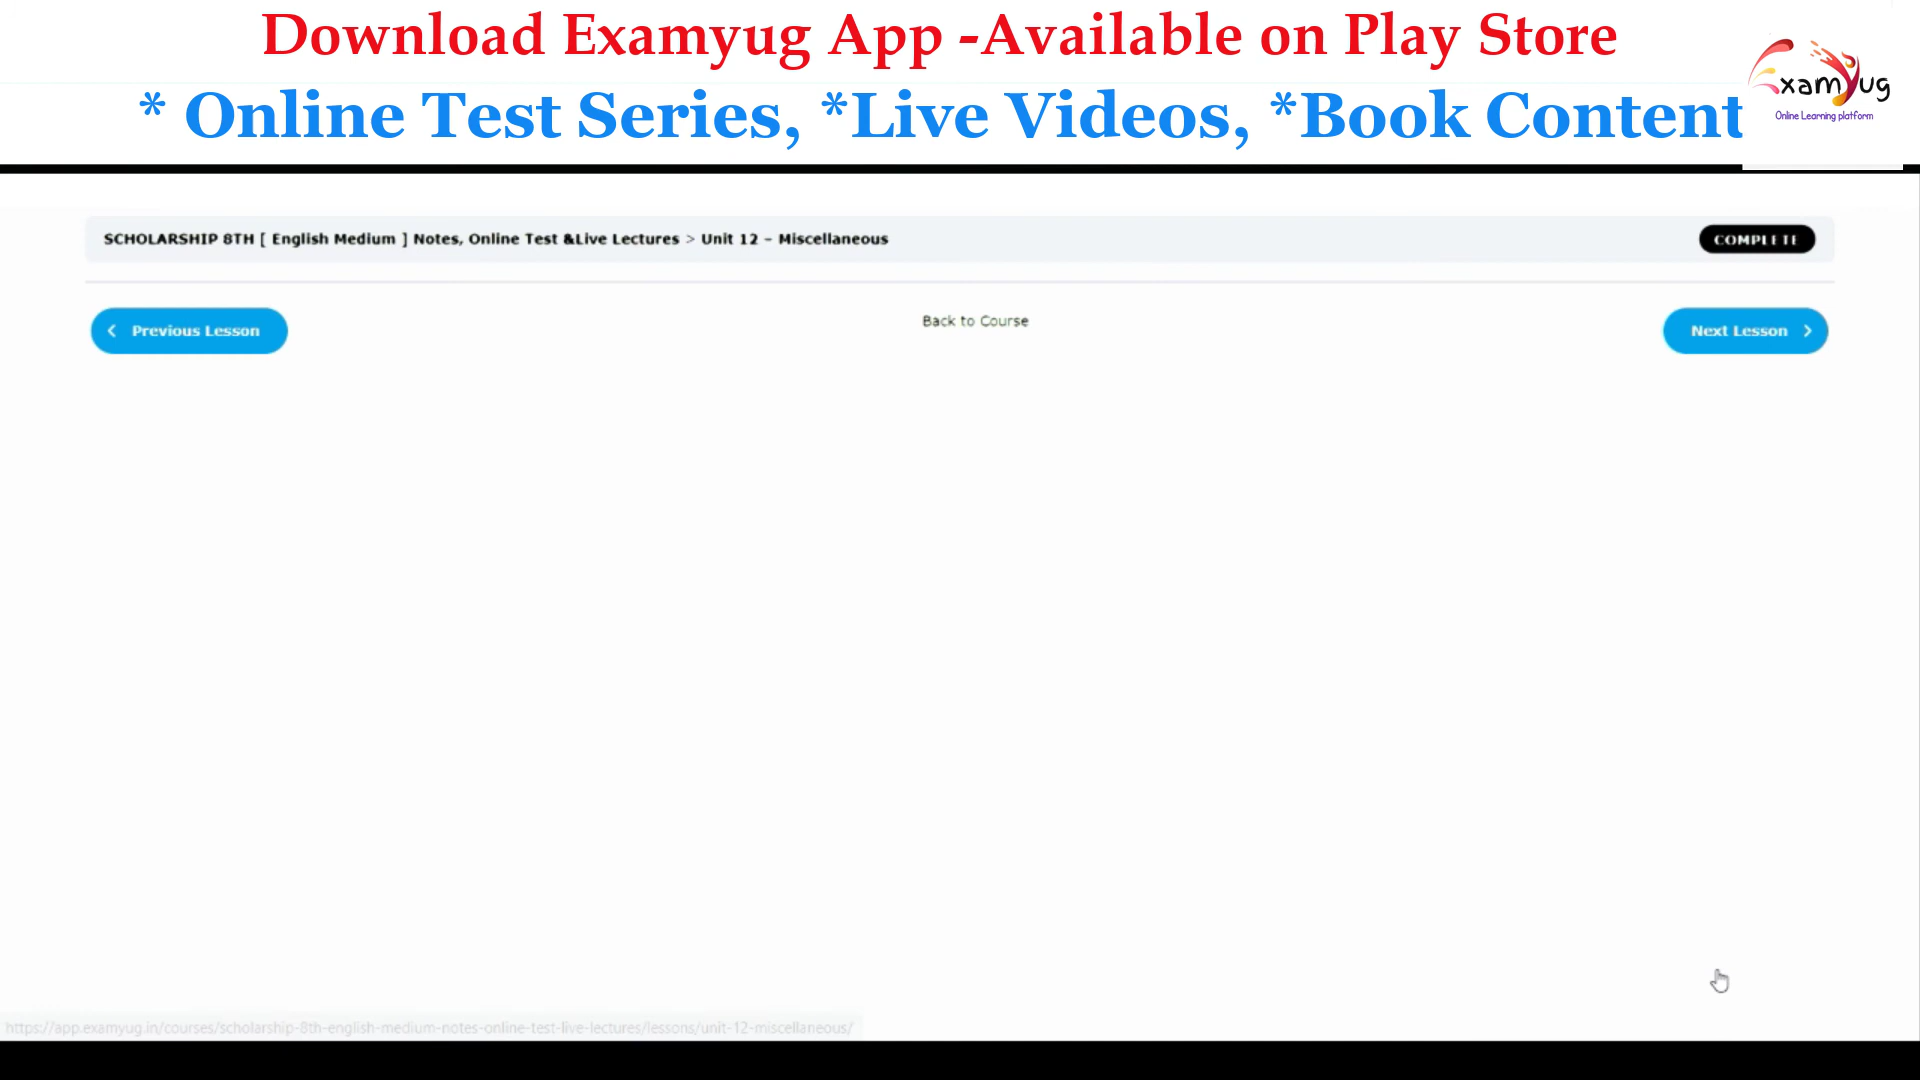 Download Examyug App -Available on Play Store
* Online Test Series, *Live Videos, *Book Content
Examyug
Online Learning platform
SCHOLARSHIP 8TH [ English Medium ] Notes, Online Test &Live Lectures > Unit 12 – Miscellaneous
COMPLETE
Previous Lesson
Back to Course
Next Lesson
https://app.examyug.in/courses/scholarship-8th-english-medium-notes-online-test-live-lectures/lessons/unit-12-miscellaneous/